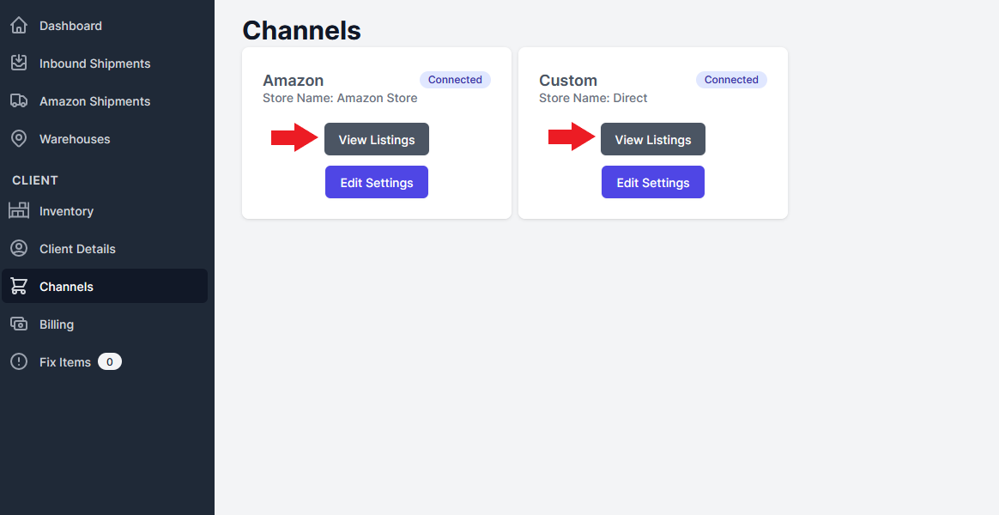 Dashboard
Inbound Shipments
Amazon Shipments
Warehouses
CLIENT
Inventory
Client Details
Channels
Billing
Fix Items 0
Channels
Amazon Connected
Store Name: Amazon Store
View Listings
Edit Settings
Custom Connected
Store Name: Direct
View Listings
Edit Settings